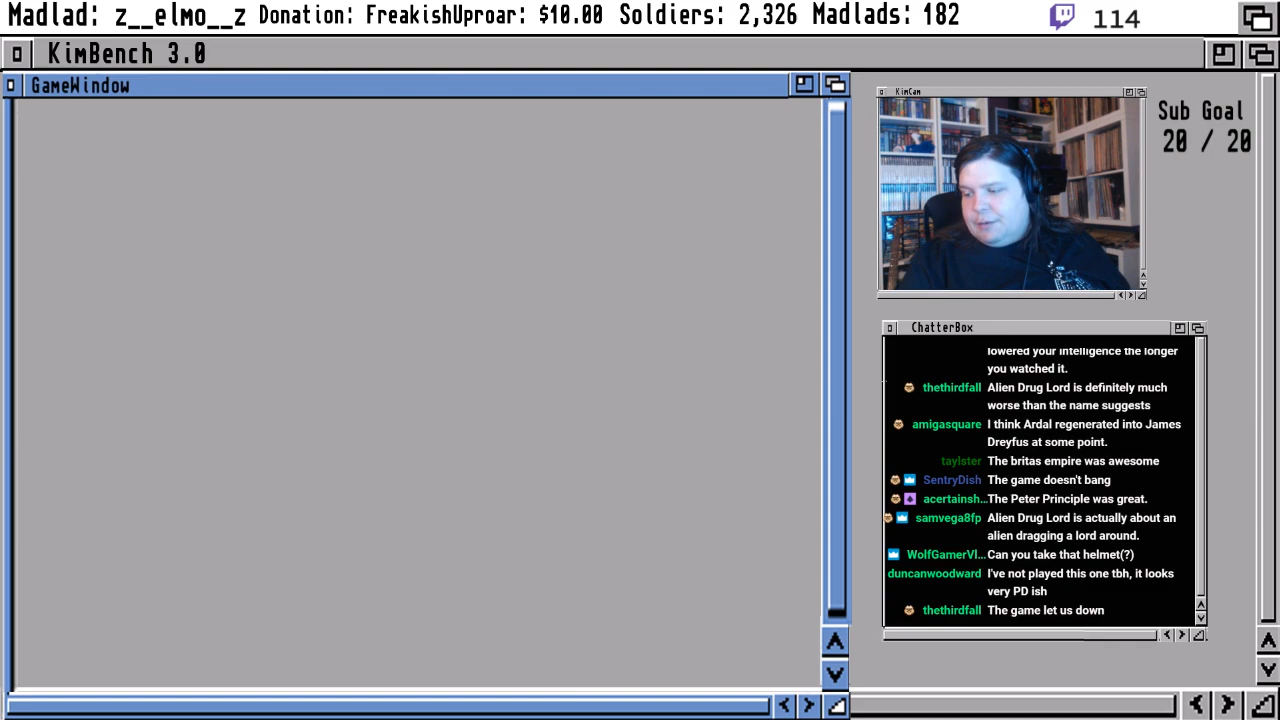 Madlad: z__elmo__z Donation: FreakishUproar: $10.00 Soldiers: 2,326 Madlads: 182 114
KimBench 3.0
GameWindow
KimCam
Sub Goal
20 / 20
ChatterBox
lowered your intelligence the longer
you watched it.
thethirdfall Alien Drug Lord is definitely much
worse than the name suggests
amigasquare I think Ardal regenerated into James
Dreyfus at some point.
taylster The britas empire was awesome
SentryDish The game doesn't bang
acertainsh... The Peter Principle was great.
samvega8fp Alien Drug Lord is actually about an
alien dragging a lord around.
WolfGamerVl... Can you take that helmet(?)
duncanwoodward I've not played this one tbh, it looks
very PD ish
thethirdfall The game let us down